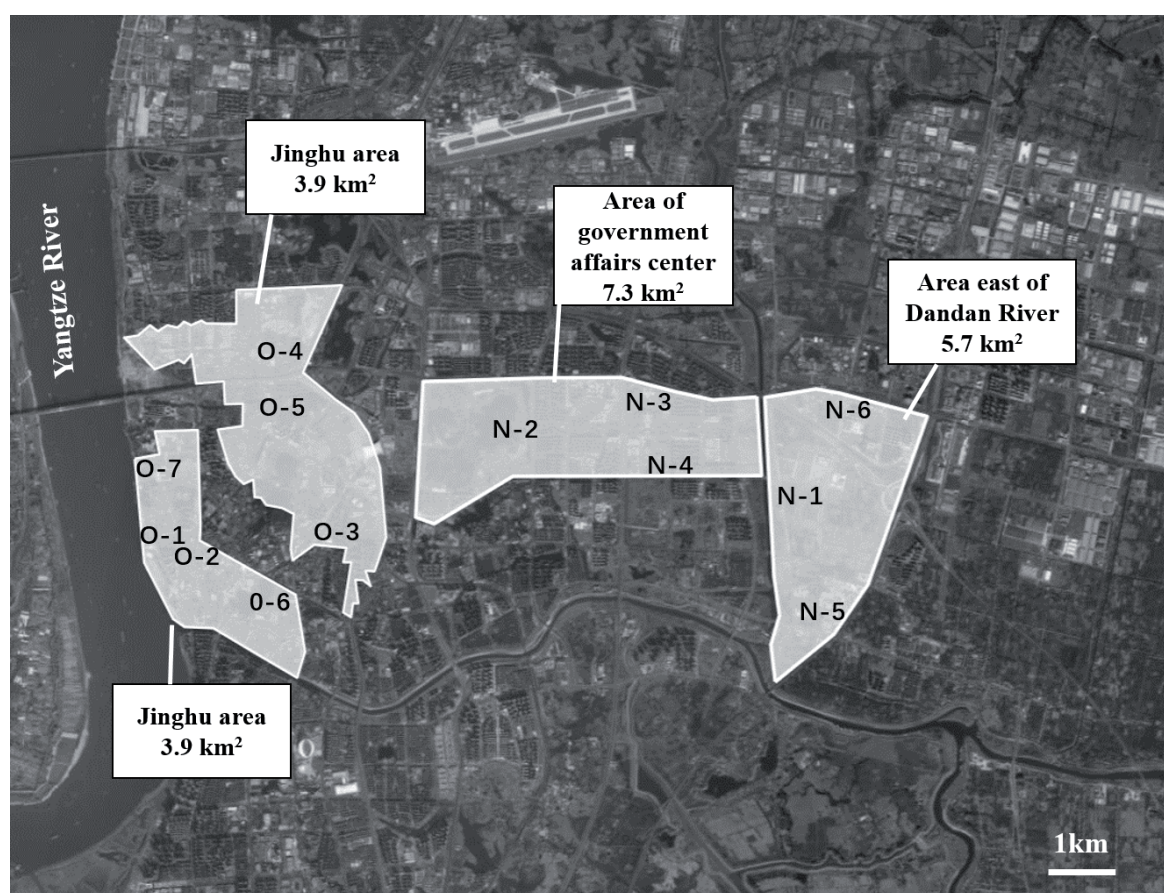 Jinghu area
3.9 km²
Area of
government
affairs center
7.3 km²
Area east of
Dandan River
5.7 km²
Yangtze River
O-4
O-5
N-3
N-6
N-2
N-4
O-7
N-1
O-1
O-3
O-2
0-6
N-5
Jinghu area
3.9 km²
1km